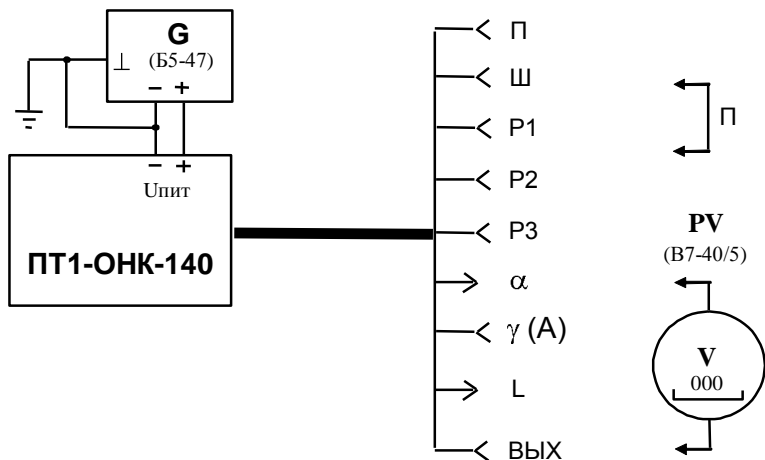 G
(Б5-47)
⊥
− +
− +
Uпит
ПТ1-ОНК-140
П
Ш
Р1
Р2
Р3
α
γ (А)
L
ВЫХ
П
PV
(В7-40/5)
V
000